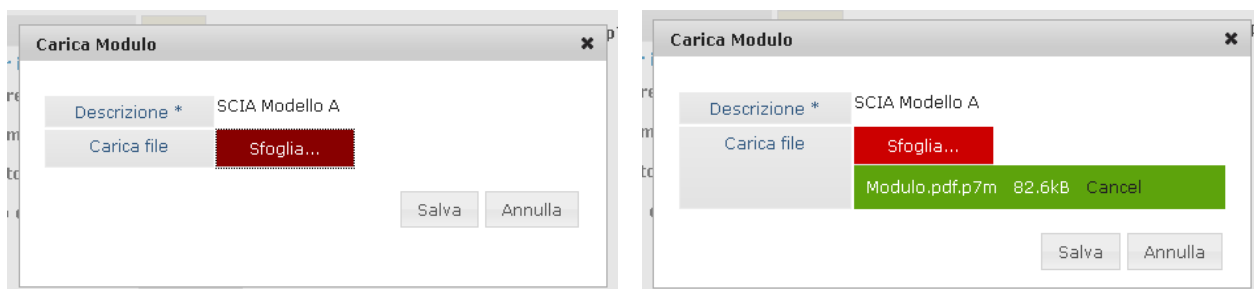 Carica Modulo
Descrizione * SCIA Modello A
Carica file Sfoglia...
Salva Annulla
Carica Modulo
Descrizione * SCIA Modello A
Carica file Sfoglia...
Modulo.pdf.p7m 82.6kB Cancel
Salva Annulla